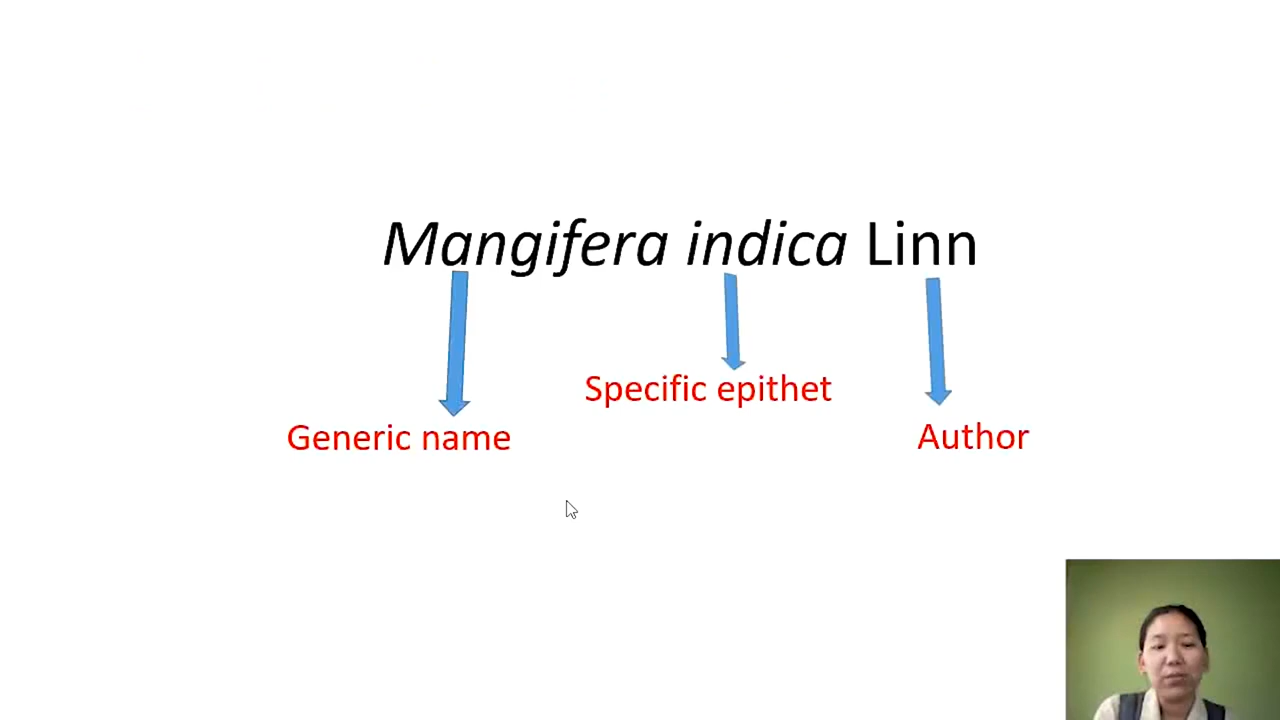 Mangifera indica Linn
Specific epithet
Generic name
Author